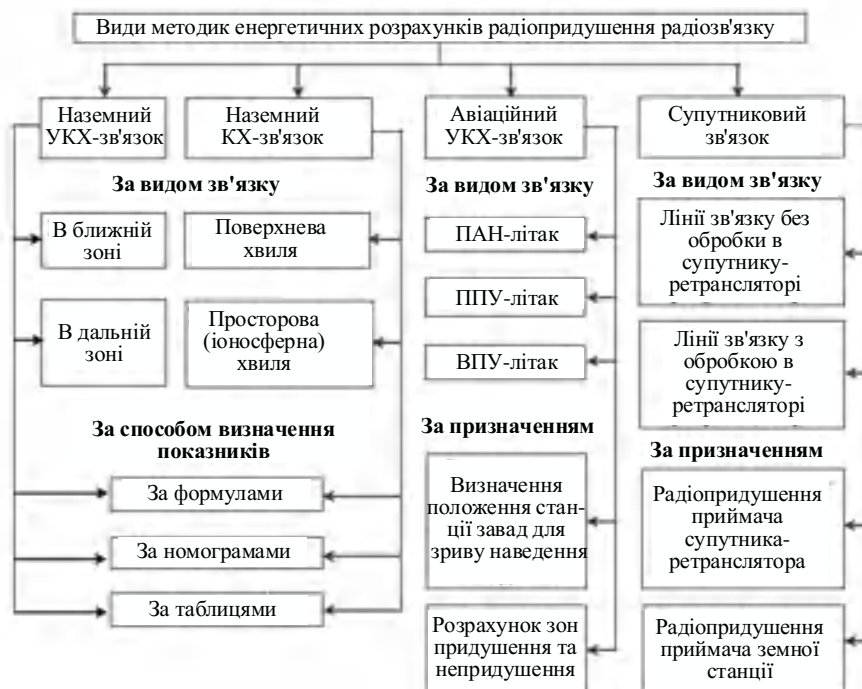 Види методик енергетичних розрахунків радіопридушення радіозв'язку
Наземний
УКХ-зв'язок
Наземний
КХ-зв'язок
Авіаційний
УКХ-зв'язок
Супутниковий
зв'язок
За видом зв'язку
В ближній
зоні
Поверхнева
хвиля
В дальній
зоні
Просторова
(іоносферна)
хвиля
За способом визначення
показників
За формулами
За номограмами
За таблицями
За видом зв'язку
ПАН-літак
ППУ-літак
ВПУ-літак
За призначенням
Визначення
положення стан-
ції завад для
зриву наведення
Розрахунок зон
придушення та
непридушення
За видом зв'язку
Лінії зв'язку без
обробки в
супутнику-
ретрансляторі
Лінії зв'язку з
обробкою в
супутнику-
ретрансляторі
За призначенням
Радіопридушення
приймача
супутника-
ретранслятора
Радіопридушення
приймача земної
станції